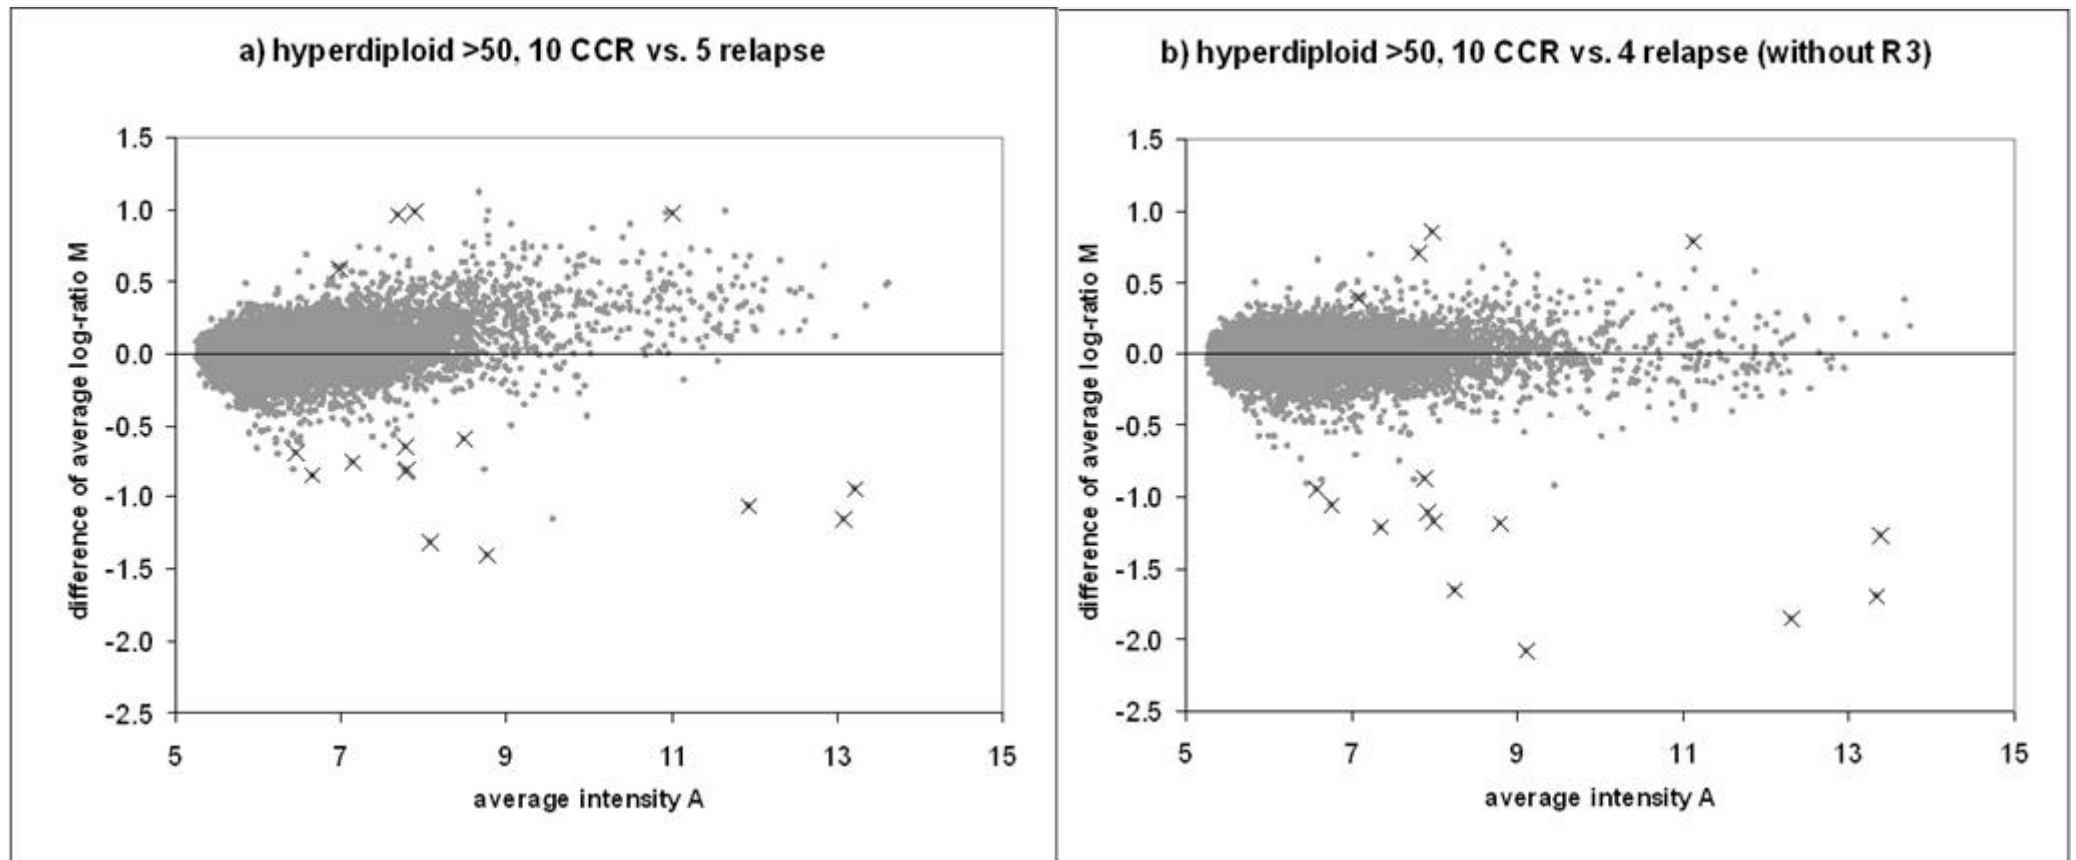 a) hyperdiploid >50, 10 CCR vs. 5 relapse
difference of average log-ratio M
1.5
1.0
0.5
0.0
-0.5
-1.0
-1.5
-2.0
-2.5
5 7 9 11 13 15
average intensity A
b) hyperdiploid >50, 10 CCR vs. 4 relapse (without R3)
difference of average log-ratio M
1.5
1.0
0.5
0.0
-0.5
-1.0
-1.5
-2.0
-2.5
5 7 9 11 13 15
average intensity A